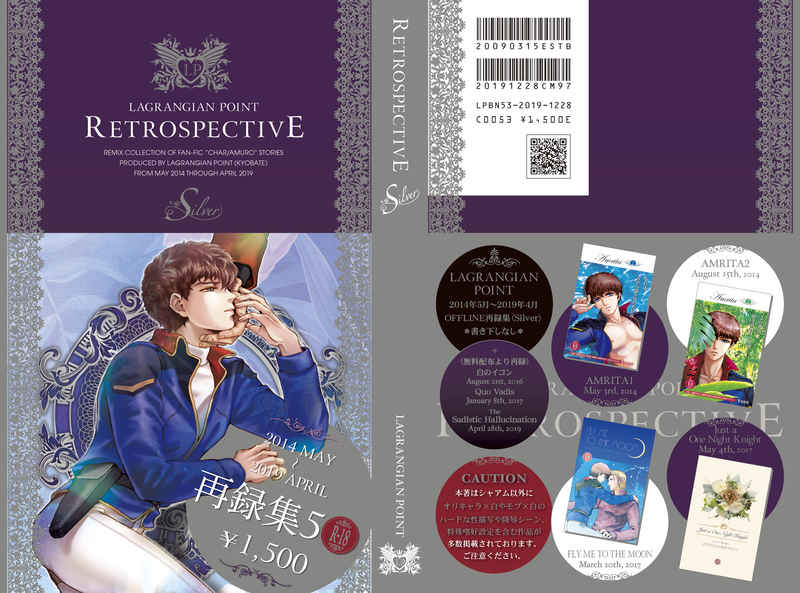 LP
LAGRANGIAN POINT
RETROSPECTIVE
REMIX COLLECTION OF FAN-FIC "CHAR/AMURO" STORIES
PRODUCED BY LAGRANGIAN POINT (KYOBATE)
FROM MAY 2014 THROUGH APRIL 2019
Silver
2014 MAY
~
2019 APRIL
再録集5
¥1,500
R-18
RETROSPECTIVE
Silver
LAGRANGIAN POINT
20090315ESTB
20191228CM97
LPBN53-2019-1228
C0053 ¥1,500E
LAGRANGIAN
POINT
2014年5月~2019年4月
OFFLINE再録集(Silver)
*書き下しなし*
+
(無料配布より再録)
白のイコン
August 21st, 2016
Quo Vadis
January 8th, 2017
The
Sadistic Hallucination
April 28th, 2019
CAUTION
本書はシャアム以外に
オリキャラ×白やモブ×白の
ハードな性描写や陵辱シーン、
特殊嗜好設定を含む作品が
多数掲載されております。
ご注意ください。
AMRITA1
May 3rd, 2014
AMRITA2
August 15th, 2014
Amrita
Just a
One Night Knight
May 4th, 2017
Just a One Night Knight
FLY ME TO THE MOON
March 20th, 2017